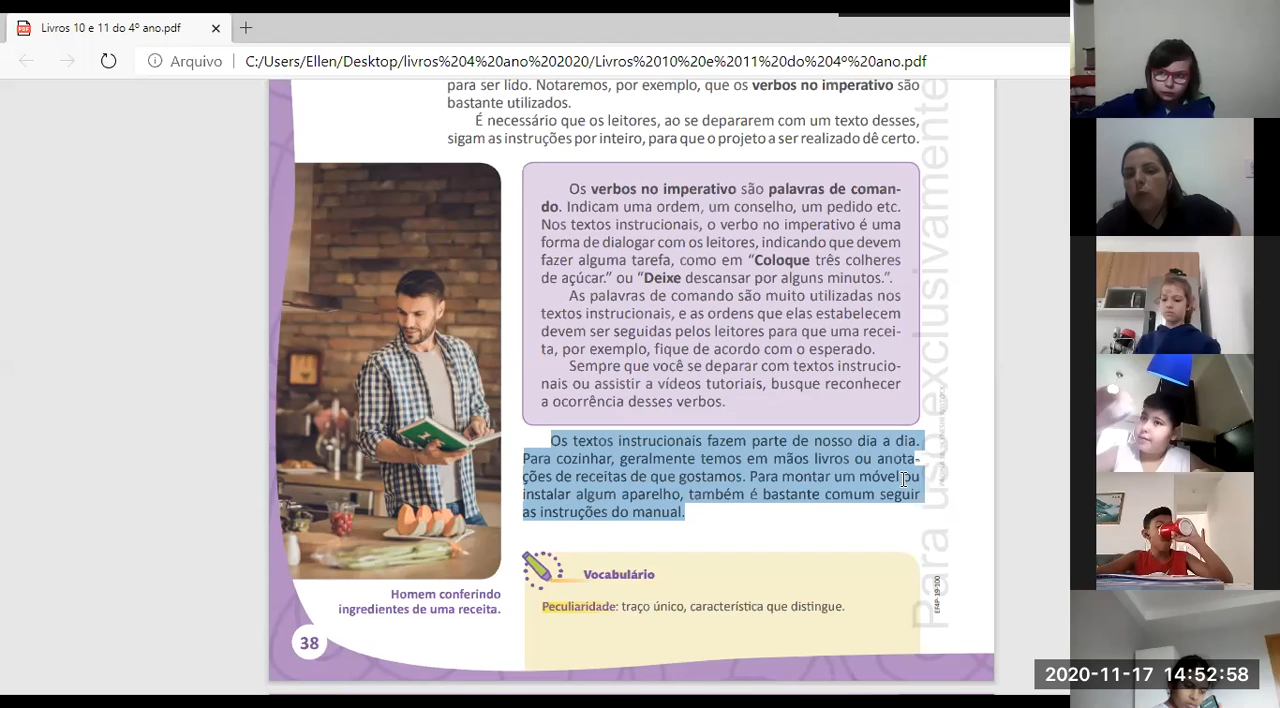 Livros 10 e 11 do 4º ano.pdf
Arquivo
C:/Users/Ellen/Desktop/livros%204%20ano%202020/Livros%2010%20e%2011%20do%204º%20ano.pdf
para ser lido. Notaremos, por exemplo, que os verbos no imperativo são
bastante utilizados.
É necessário que os leitores, ao se depararem com um texto desses,
sigam as instruções por inteiro, para que o projeto a ser realizado dê certo.
Os verbos no imperativo são palavras de coman-
do. Indicam uma ordem, um conselho, um pedido etc.
Nos textos instrucionais, o verbo no imperativo é uma
forma de dialogar com os leitores, indicando que devem
fazer alguma tarefa, como em “Coloque três colheres
de açúcar.” ou “Deixe descansar por alguns minutos.”.
As palavras de comando são muito utilizadas nos
textos instrucionais, e as ordens que elas estabelecem
devem ser seguidas pelos leitores para que uma recei-
ta, por exemplo, fique de acordo com o esperado.
Sempre que você se deparar com textos instrucio-
nais ou assistir a vídeos tutoriais, busque reconhecer
a ocorrência desses verbos.
Os textos instrucionais fazem parte de nosso dia a dia.
Para cozinhar, geralmente temos em mãos livros ou anota-
ções de receitas de que gostamos. Para montar um móvel ou
instalar algum aparelho, também é bastante comum seguir
as instruções do manual.
Homem conferindo
ingredientes de uma receita.
Vocabulário
Peculiaridade: traço único, característica que distingue.
38
Para uso exclusivamente
EF4P-19-100
2020-11-17 14:52:58